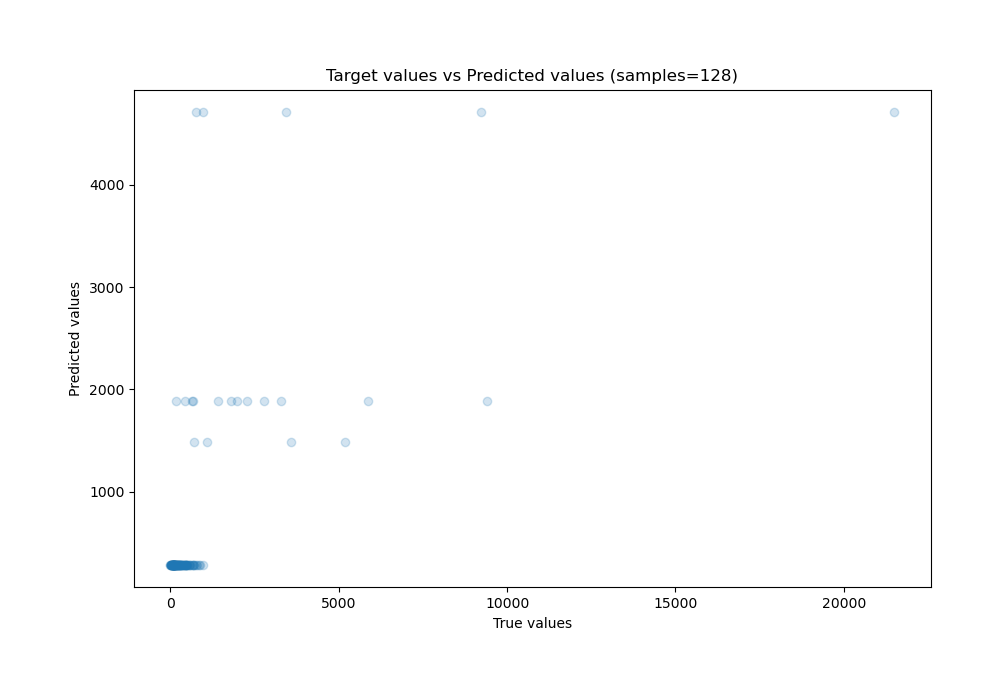 Target values vs Predicted values (samples=128)
4000
3000
2000
1000
Predicted values
0 5000 10000 15000 20000
True values